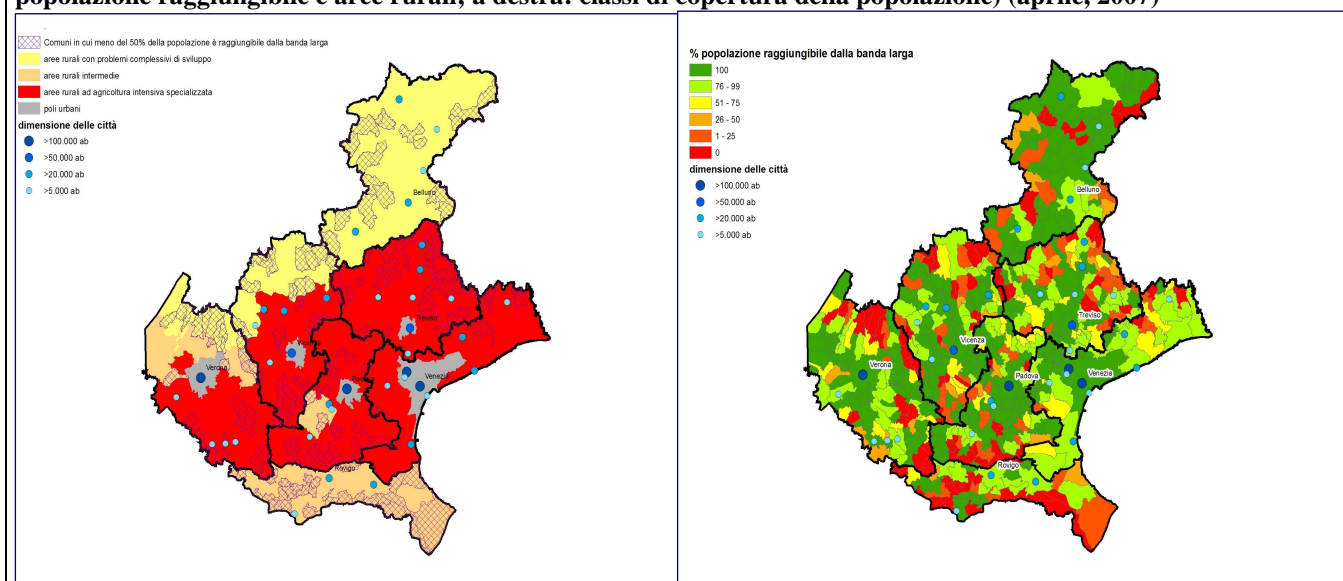 popolazione raggiungibile e aree rurali; a destra: classi di copertura della popolazione) (aprile, 2007)
Comuni in cui meno del 50% della popolazione è raggiungibile dalla banda larga
aree rurali con problemi complessivi di sviluppo
aree rurali intermedie
aree rurali ad agricoltura intensiva specializzata
poli urbani
dimensione delle città
>100.000 ab
>50.000 ab
>20.000 ab
>5.000 ab
Belluno
Treviso
Verona
Venezia
Rovigo
% popolazione raggiungibile dalla banda larga
100
76 - 99
51 - 75
26 - 50
1 - 25
0
dimensione delle città
>100.000 ab
>50.000 ab
>20.000 ab
>5.000 ab
Belluno
Treviso
Vicenza
Verona
Padova
Venezia
Rovigo